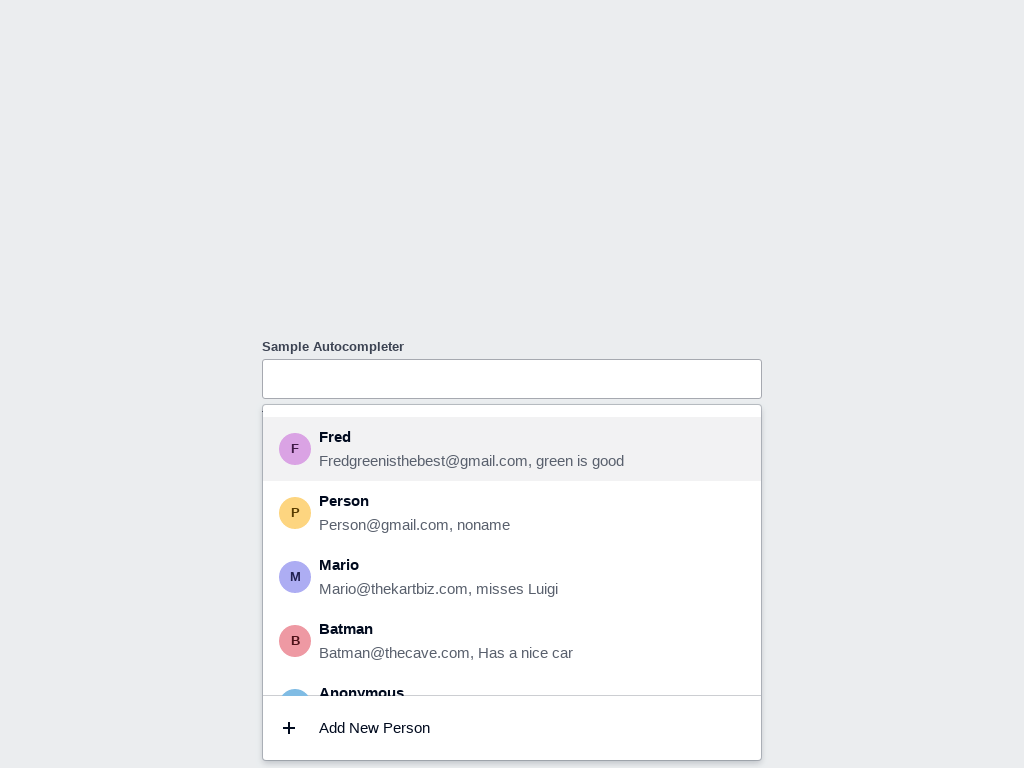 Sample Autocompleter
F
Fred
Fredgreenisthebest@gmail.com, green is good
P
Person
Person@gmail.com, noname
M
Mario
Mario@thekartbiz.com, misses Luigi
B
Batman
Batman@thecave.com, Has a nice car
Anonymous
Add New Person